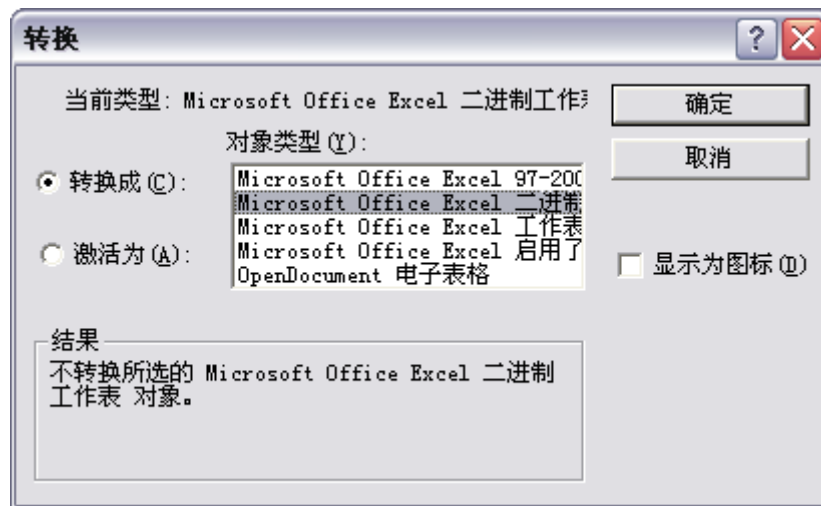 转换
当前类型: Microsoft Office Excel 二进制工作
确定
对象类型(Y):
取消
转换成(C):
Microsoft Office Excel 97-200
Microsoft Office Excel 二进制
Microsoft Office Excel 工作表
Microsoft Office Excel 启用了
OpenDocument 电子表格
激活为(A):
显示为图标(D)
结果
不转换所选的 Microsoft Office Excel 二进制
工作表 对象。